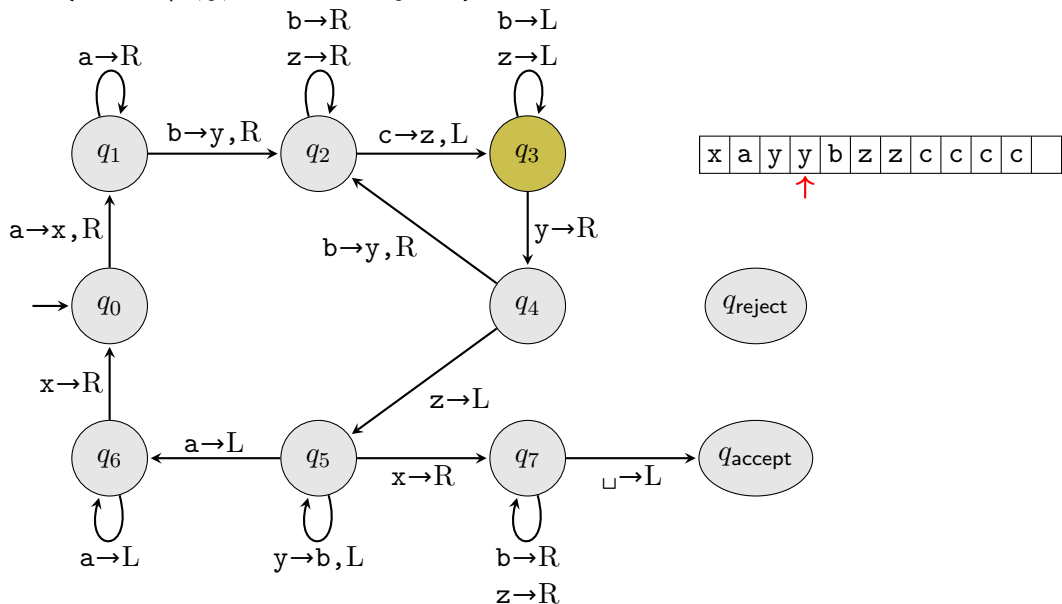 b→R
b→L
a→R
z→R
z→L
q1
b→y,R
q2
c→z,L
q3
x a y y b z z c c c c
a→x,R
b→y,R
y→R
q0
q4
qreject
x→R
z→L
q6
a→L
q5
x→R
q7
␣→L
qaccept
a→L
y→b,L
b→R
z→R